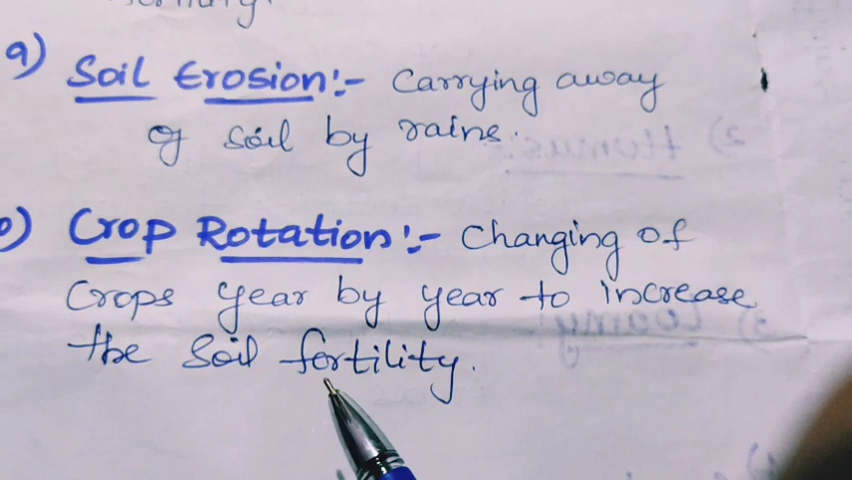 9) Soil Erosion:- Carrying away
of soil by rains.
0) Crop Rotation:- Changing of
Crops year by year to increase
the Soil fertility.